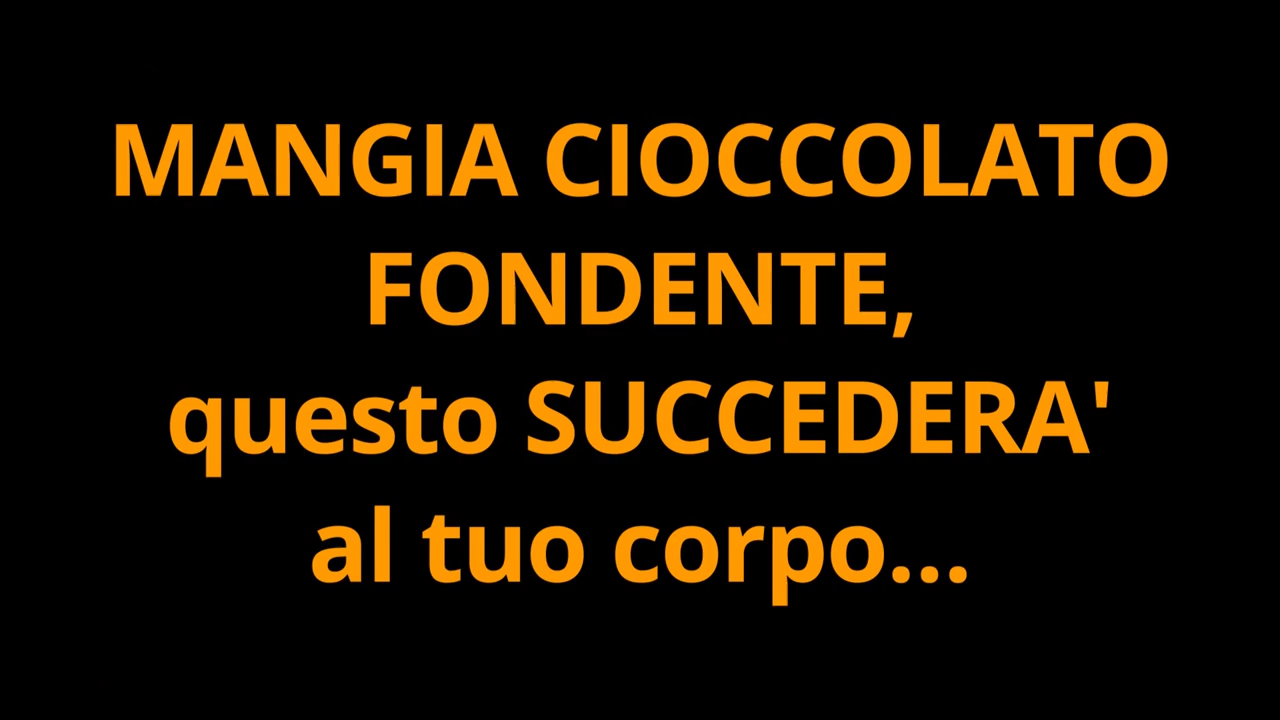 MANGIA CIOCCOLATO
FONDENTE,
questo SUCCEDERA'
al tuo corpo...